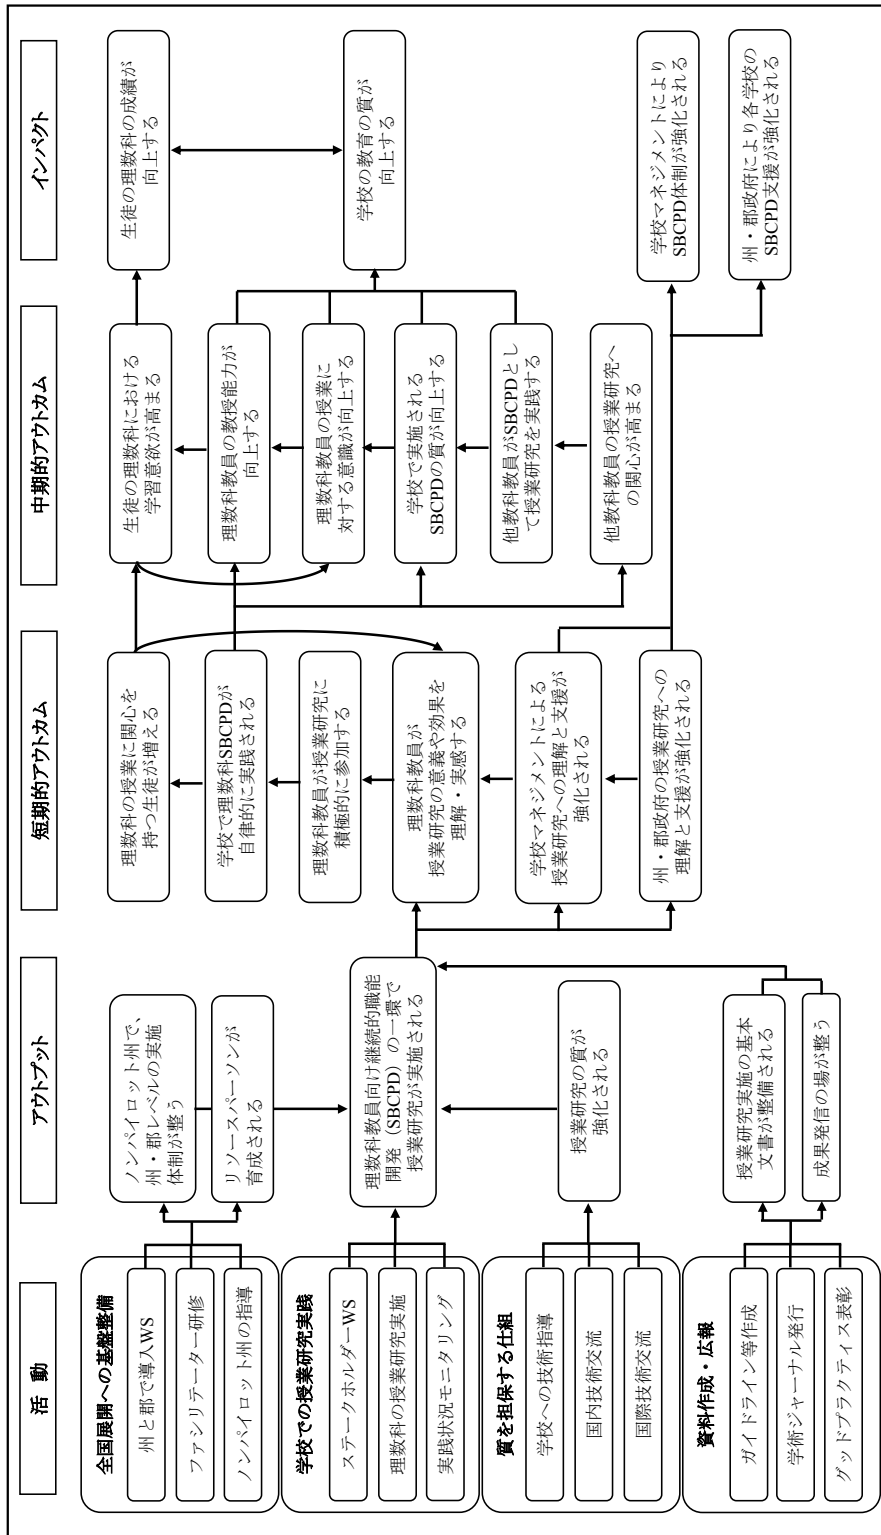 活　動
全国展開への基盤整備
州と郡で導入WS
ファシリテーター研修
ノンパイロット州の指導
学校での授業研究実践
ステークホルダーWS
理数科の授業研究実施
実践状況モニタリング
質を担保する仕組
学校への技術指導
国内技術交流
国際技術交流
資料作成・広報
ガイドライン等作成
学術ジャーナル発行
グッドプラクティス表彰
アウトプット
ノンパイロット州で、
州・郡レベルの実施
体制が整う
リソースパーソンが
育成される
理数科教員向け継続的職能
開発（SBCPD）の一環で
授業研究が実施される
授業研究の質が
強化される
授業研究実施の基本
文書が整備される
成果発信の場が整う
短期的アウトカム
理数科の授業に関心を
持つ生徒が増える
学校で理数科SBCPDが
自律的に実践される
理数科教員が授業研究に
積極的に参加する
理数科教員が
授業研究の意義や効果を
理解・実感する
学校マネジメントによる
授業研究への理解と支援が
強化される
州・郡政府の授業研究への
理解と支援が強化される
中期的アウトカム
生徒の理数科における
学習意欲が高まる
理数科教員の教授能力が
向上する
理数科教員の授業に
対する意識が向上する
学校で実施される
SBCPDの質が向上する
他教科教員がSBCPDとし
て授業研究を実践する
他教科教員の授業研究へ
の関心が高まる
インパクト
生徒の理数科の成績が
向上する
学校の教育の質が
向上する
学校マネジメントにより
SBCPD体制が強化される
州・郡政府により各学校の
SBCPD支援が強化される